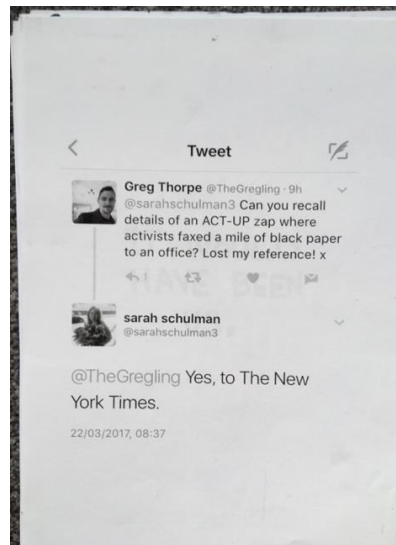 Tweet
Greg Thorpe @TheGregling · 9h
@sarahschulman3 Can you recall
details of an ACT-UP zap where
activists faxed a mile of black paper
to an office? Lost my reference! x
1
HAVE BEEN
sarah schulman
@sarahschulman3
@TheGregling Yes, to The New
York Times.
22/03/2017, 08:37